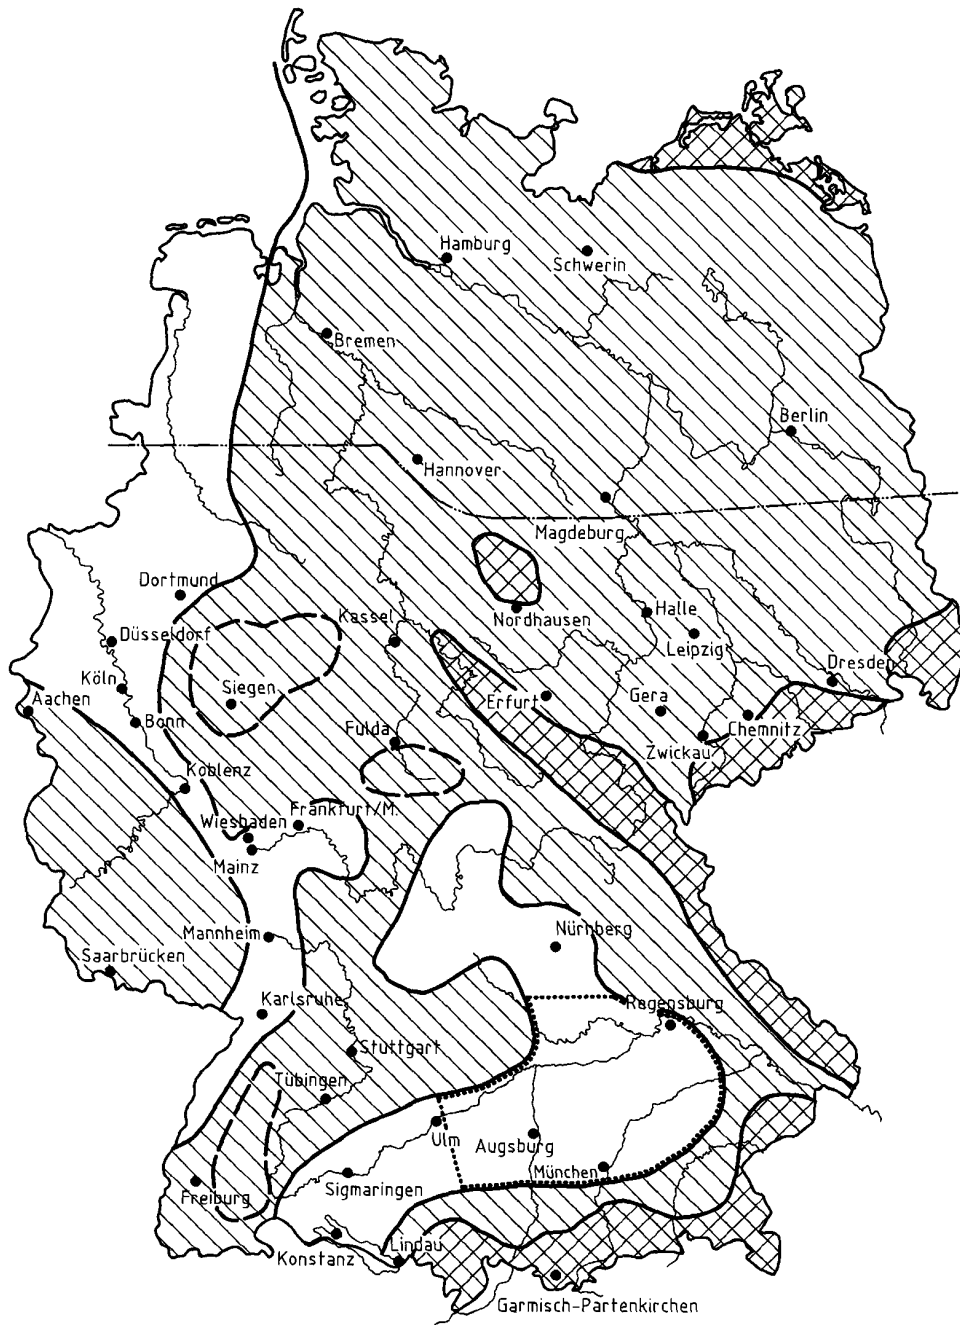 Hamburg
Schwerin
Bremen
Berlin
Hannover
Magdeburg
Dortmund
Nordhausen
Halle
Kassel
Düsseldorf
Leipzig
Dresden
Köln
Siegen
Erfurt
Gera
Aachen
Bonn
Fulda
Chemnitz
Zwickau
Koblenz
Frankfurt/M.
Wiesbaden
Mainz
Mannheim
Nürnberg
Saarbrücken
Karlsruhe
Regensburg
Stuttgart
Tübingen
Ulm
Augsburg
München
Freiburg
Sigmaringen
Lindau
Konstanz
Garmisch-Partenkirchen